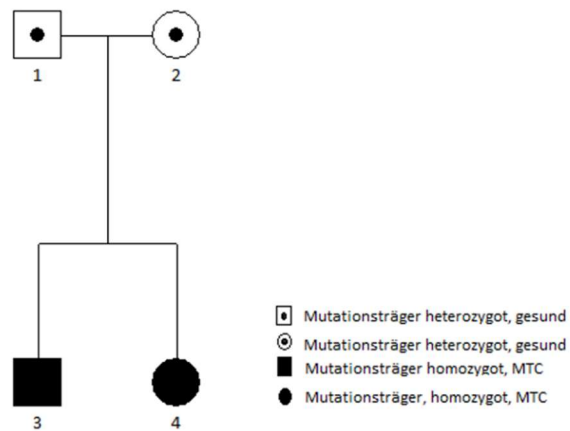 1 2
Mutationsträger heterozygot, gesund
Mutationsträger heterozygot, gesund
Mutationsträger homozygot, MTC
Mutationsträger, homozygot, MTC
3 4